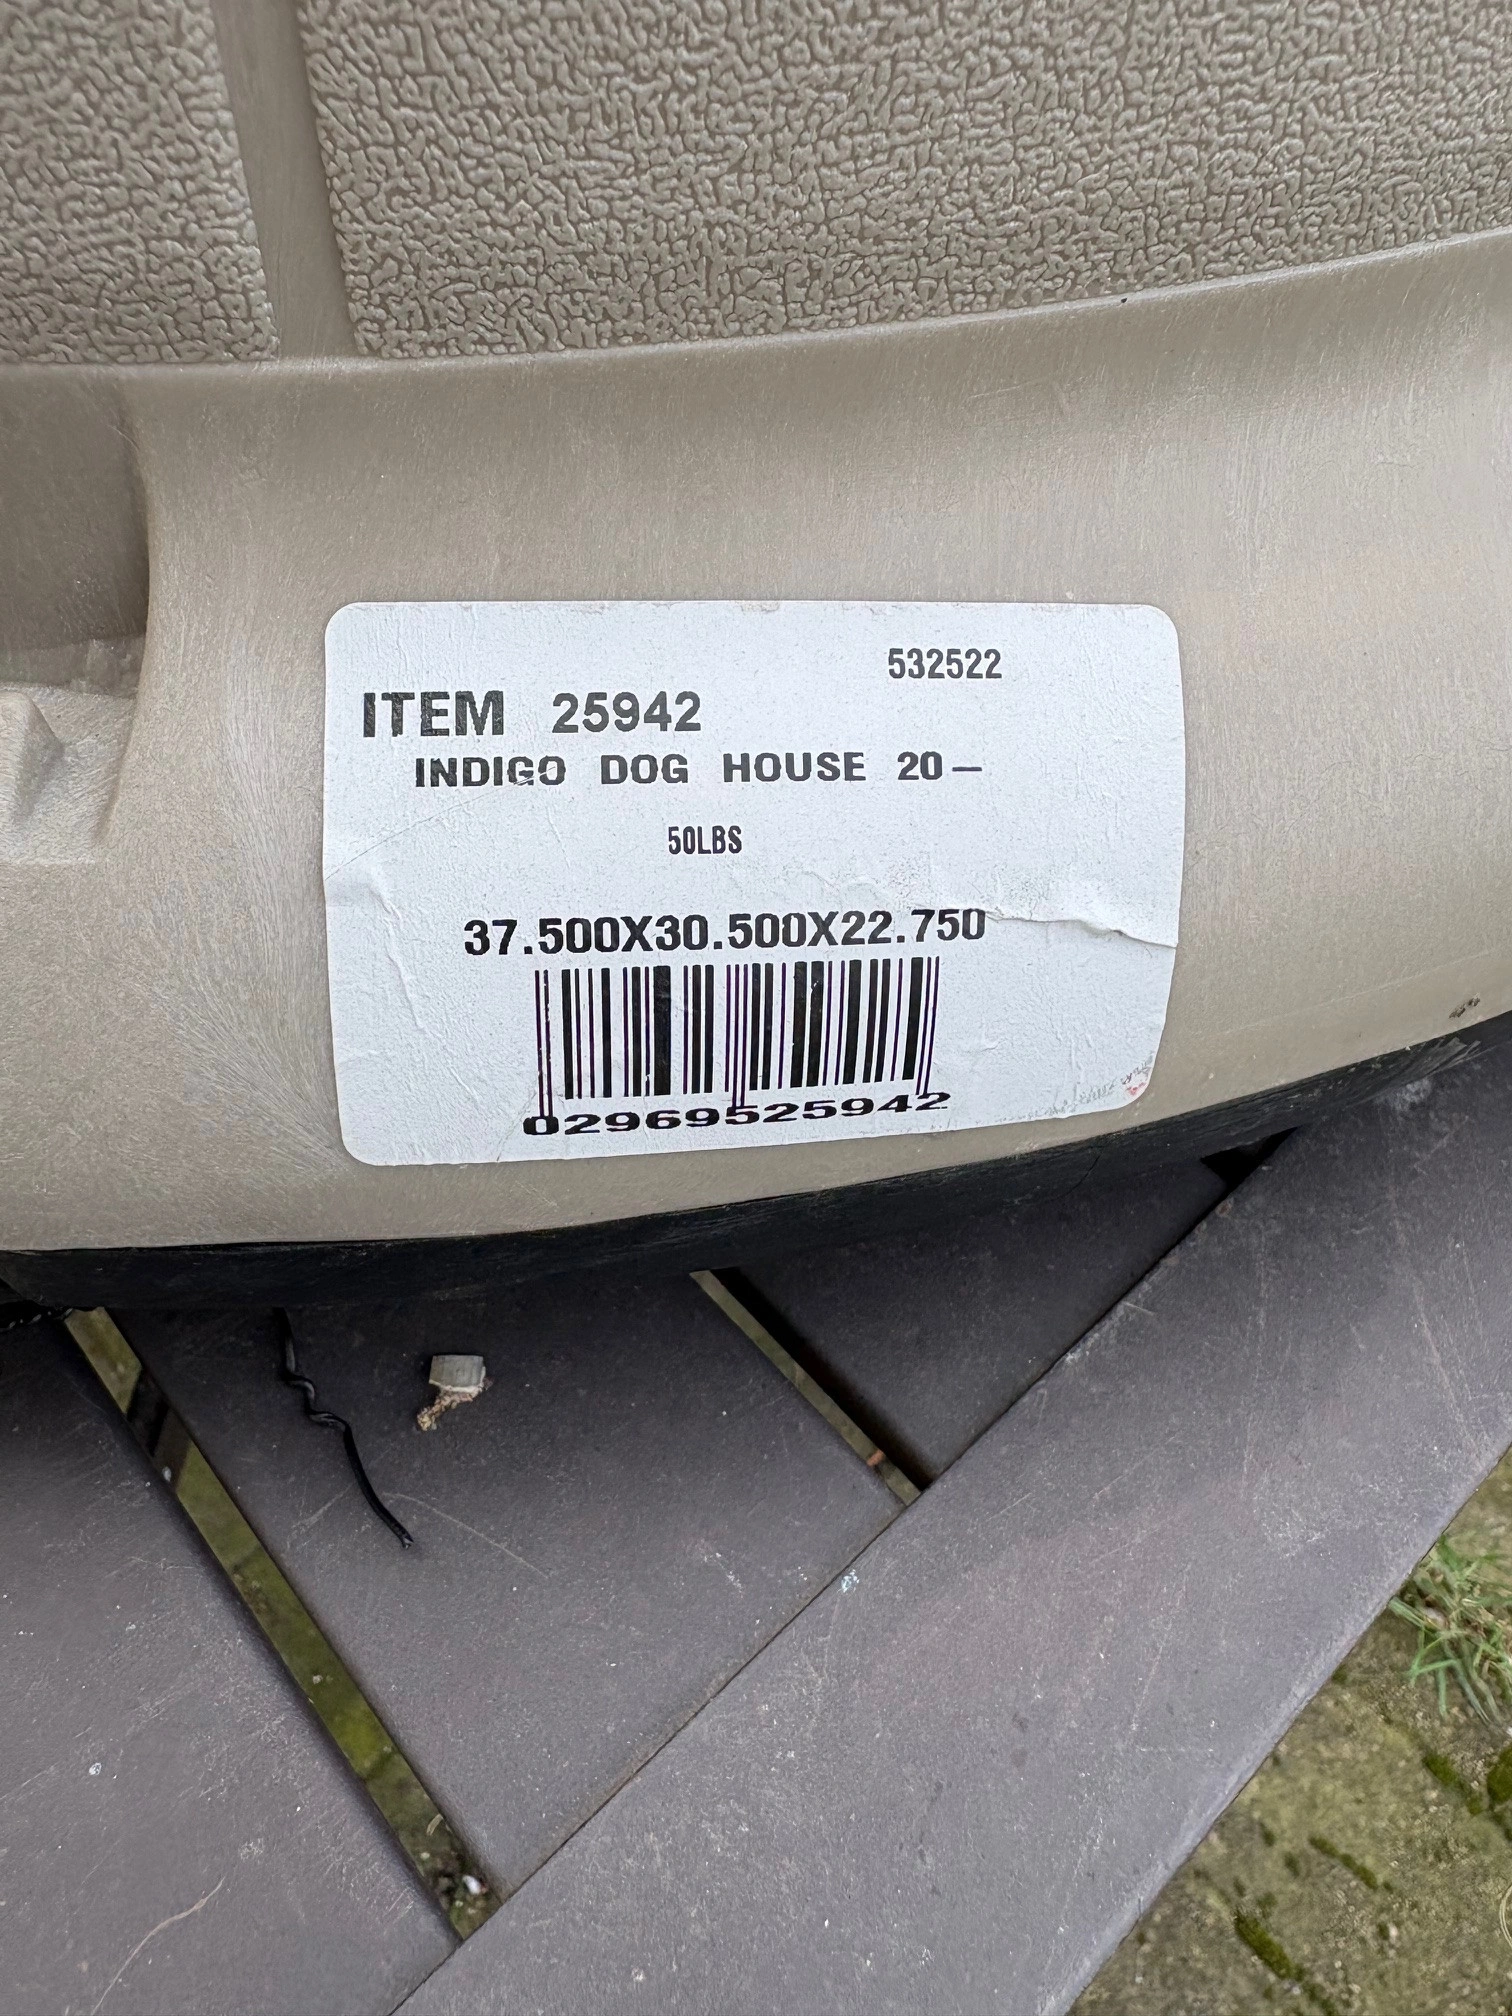 532522
ITEM 25942
INDIGO DOG HOUSE 20-
50LBS
37.500X30.500X22.750
02969525942